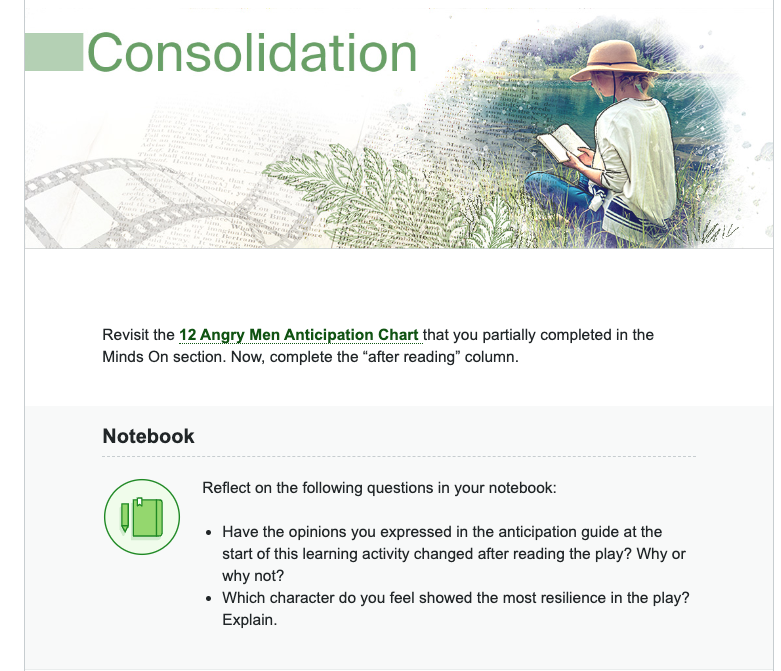 Consolidation
Revisit the 12 Angry Men Anticipation Chart that you partially completed in the
Minds On section. Now, complete the “after reading” column.
Notebook
Reflect on the following questions in your notebook:
• Have the opinions you expressed in the anticipation guide at the
start of this learning activity changed after reading the play? Why or
why not?
• Which character do you feel showed the most resilience in the play?
Explain.